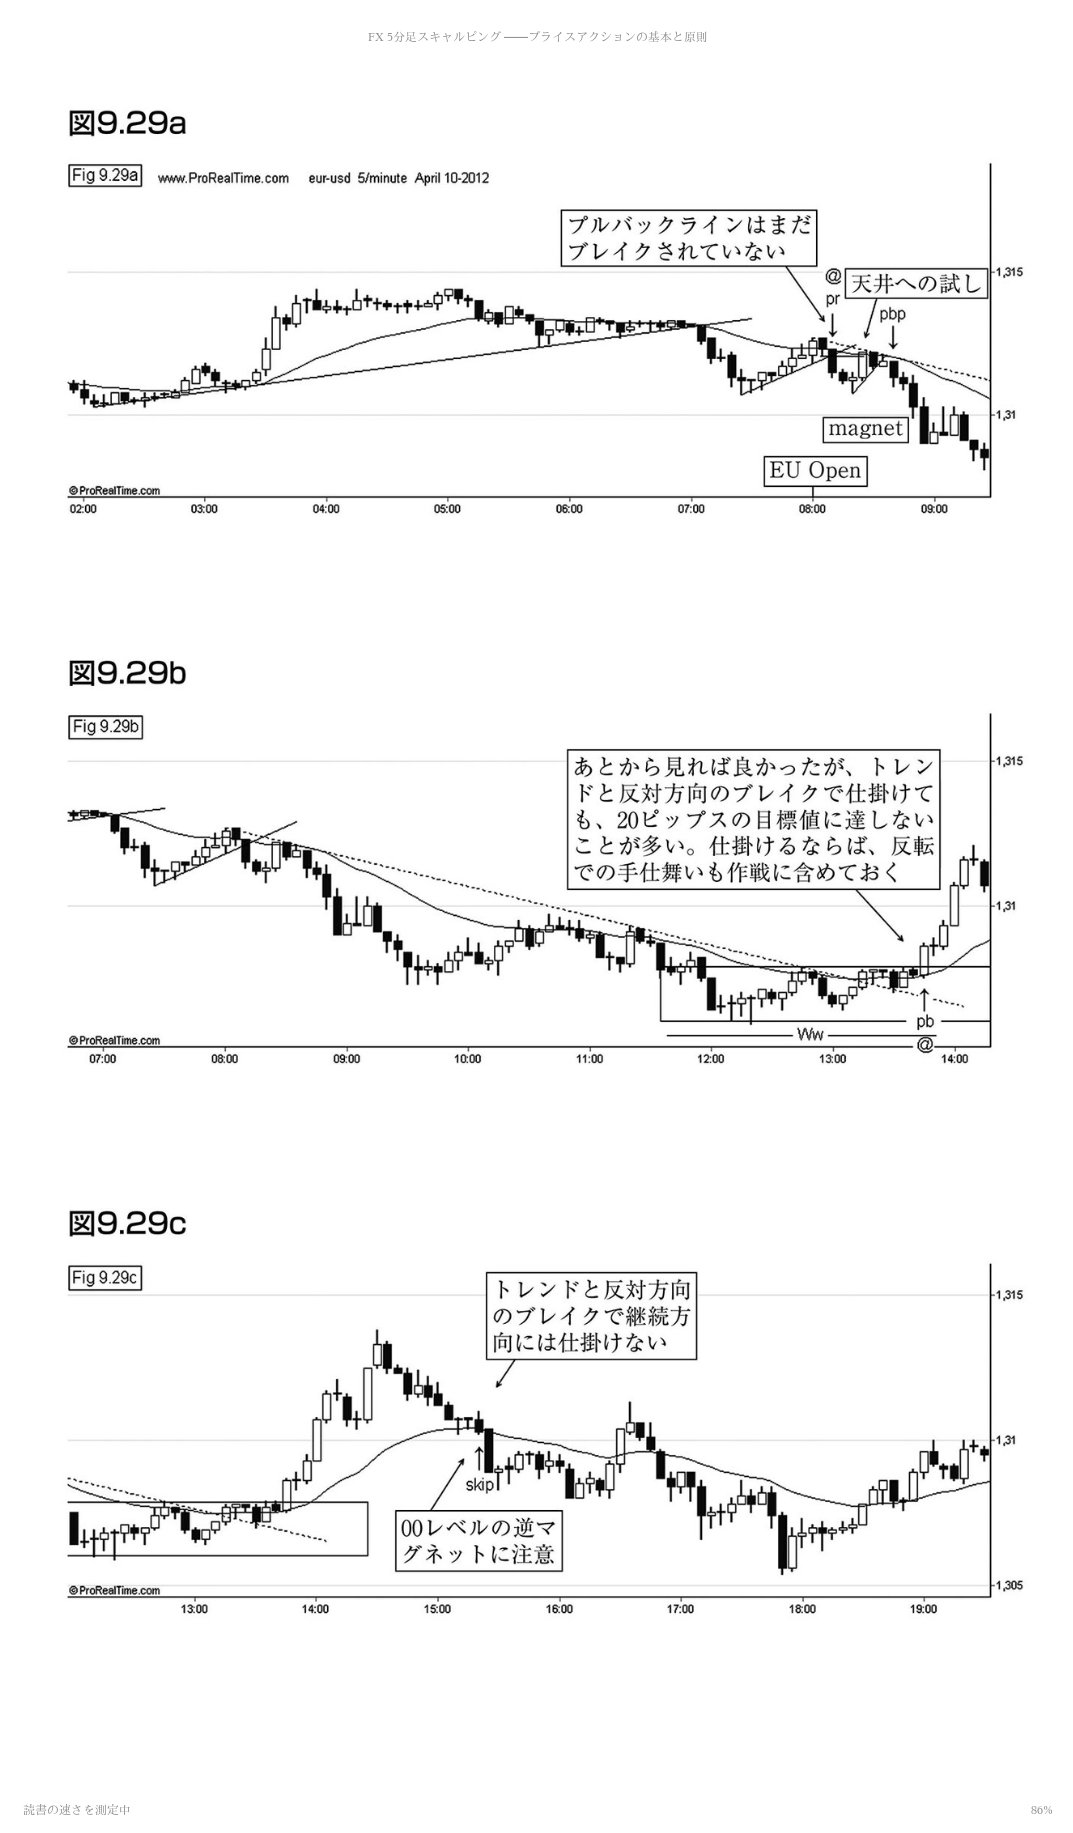 FX 5分足スキャルピング ――プライスアクションの基本と原則
図9.29a
Fig 9.29a www.ProRealTime.com eur-usd 5/minute April 10-2012
プルバックラインはまだ
ブレイクされていない
@
pr
天井への試し
pbp
1,315
1,31
magnet
EU Open
©ProRealTime.com
02:00 03:00 04:00 05:00 06:00 07:00 08:00 09:00
図9.29b
Fig 9.29b
あとから見れば良かったが、トレン
ドと反対方向のブレイクで仕掛けて
も、20ピップスの目標値に達しない
ことが多い。仕掛けるならば、反転
での手仕舞いも作戦に含めておく
1,315
1,31
pb
Ww
@
©ProRealTime.com
07:00 08:00 09:00 10:00 11:00 12:00 13:00 14:00
図9.29c
Fig 9.29c
トレンドと反対方向
のブレイクで継続方
向には仕掛けない
1,315
1,31
skip
00レベルの逆マ
グネットに注意
1,305
©ProRealTime.com
13:00 14:00 15:00 16:00 17:00 18:00 19:00
読書の速さを測定中 86%